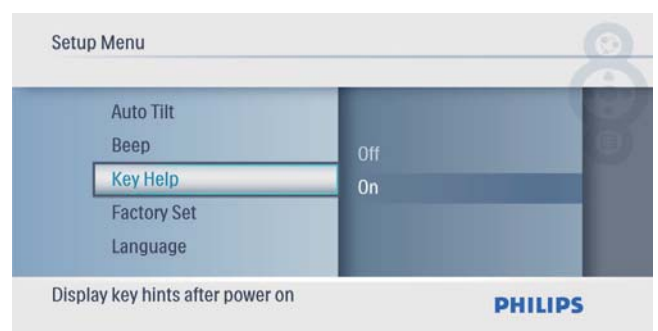 Setup Menu
Auto Tilt
Beep
Key Help
Factory Set
Language
Off
On
Display key hints after power on
PHILIPS